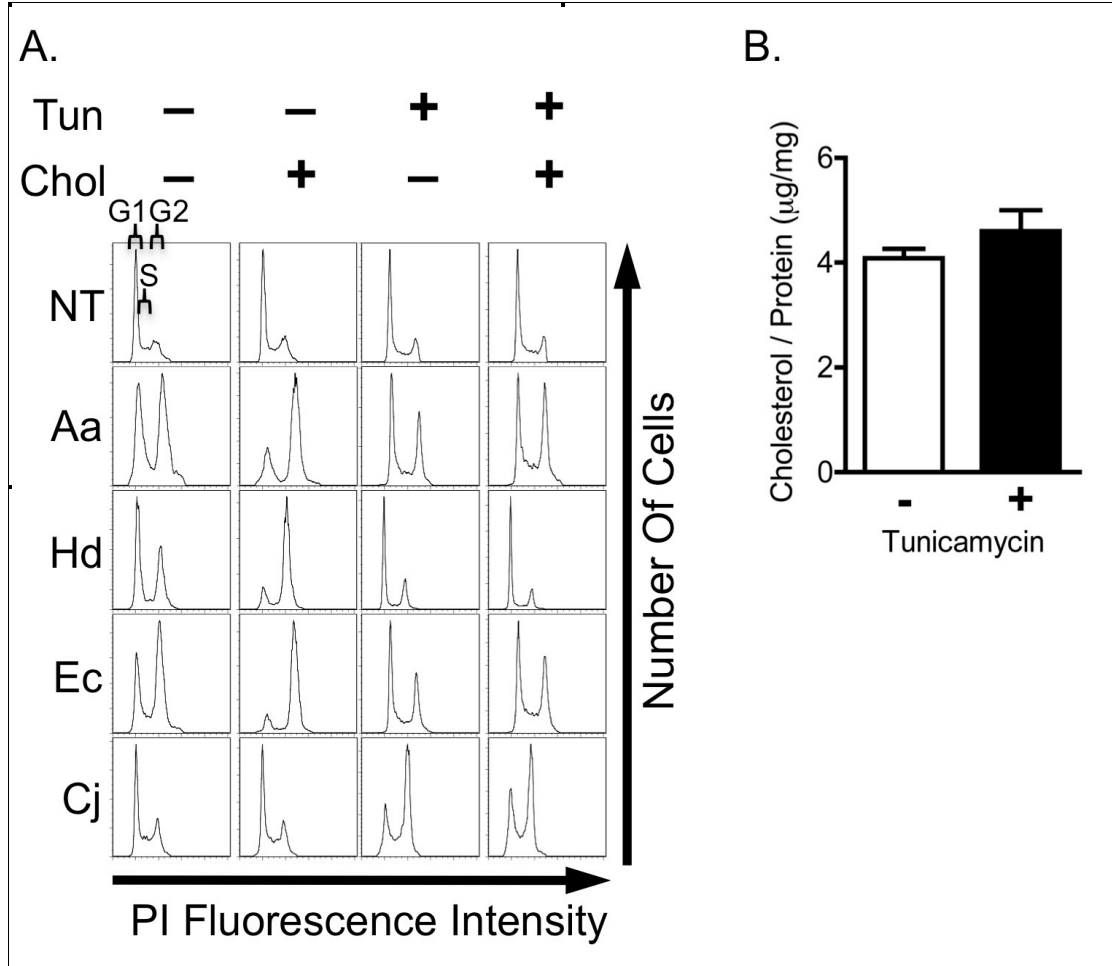 A.
Tun − − + +
Chol − + − +
G1 G2
S
NT
Aa
Hd
Ec
Cj
Number Of Cells
PI Fluorescence Intensity
B.
Cholesterol / Protein (µg/mg)
6
4
2
0
- +
Tunicamycin